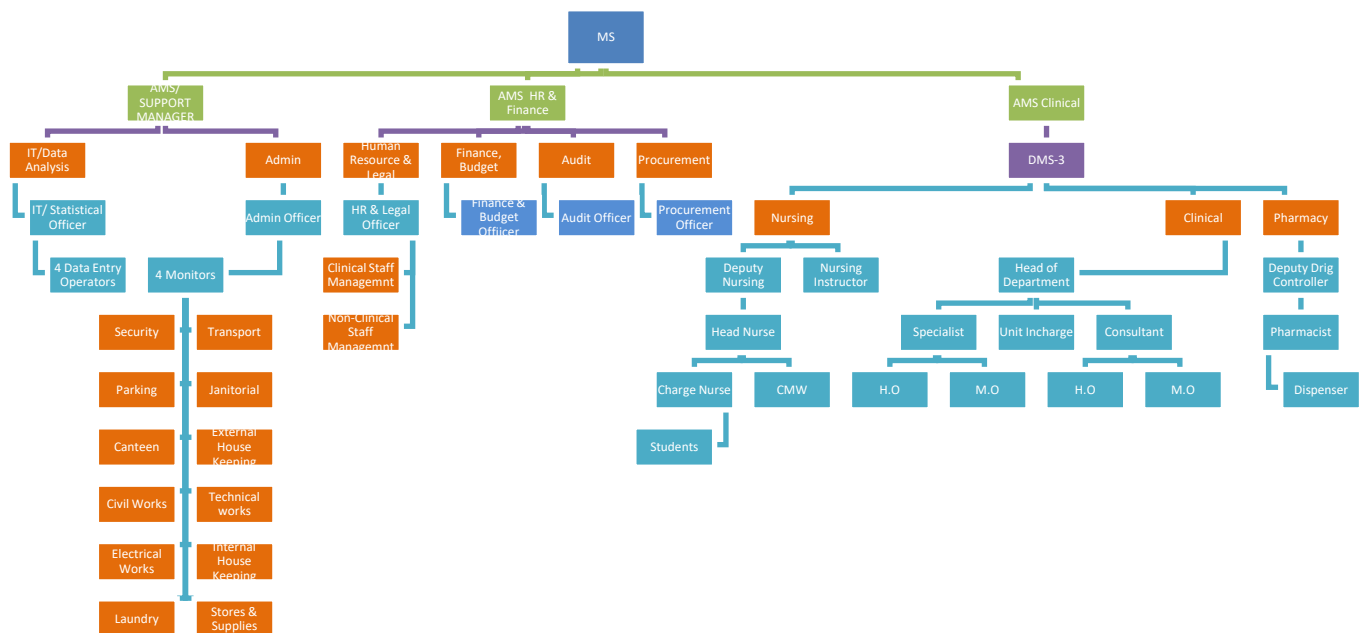 MS
AMS/
SUPPORT
MANAGER
AMS HR &
Finance
AMS Clinical
IT/Data
Analysis
Admin
Human
Resource &
Legal
Finance,
Budget
Audit
Procurement
DMS-3
IT/ Statistical
Officer
Admin Officer
HR & Legal
Officer
Finance &
Budget
Offiicer
Audit Officer
Procurement
Officer
Nursing
Clinical
Pharmacy
4 Data Entry
Operators
4 Monitors
Clinical Staff
Managemnt
Deputy
Nursing
Nursing
Instructor
Head of
Department
Deputy Drig
Controller
Security
Transport
Non-Clinical
Staff
Managemnt
Head Nurse
Specialist
Unit Incharge
Consultant
Pharmacist
Parking
Janitorial
Charge Nurse
CMW
H.O
M.O
H.O
M.O
Dispenser
Canteen
External
House
Keeping
Students
Civil Works
Technical
works
Electrical
Works
Internal
House
Keeping
Laundry
Stores &
Supplies